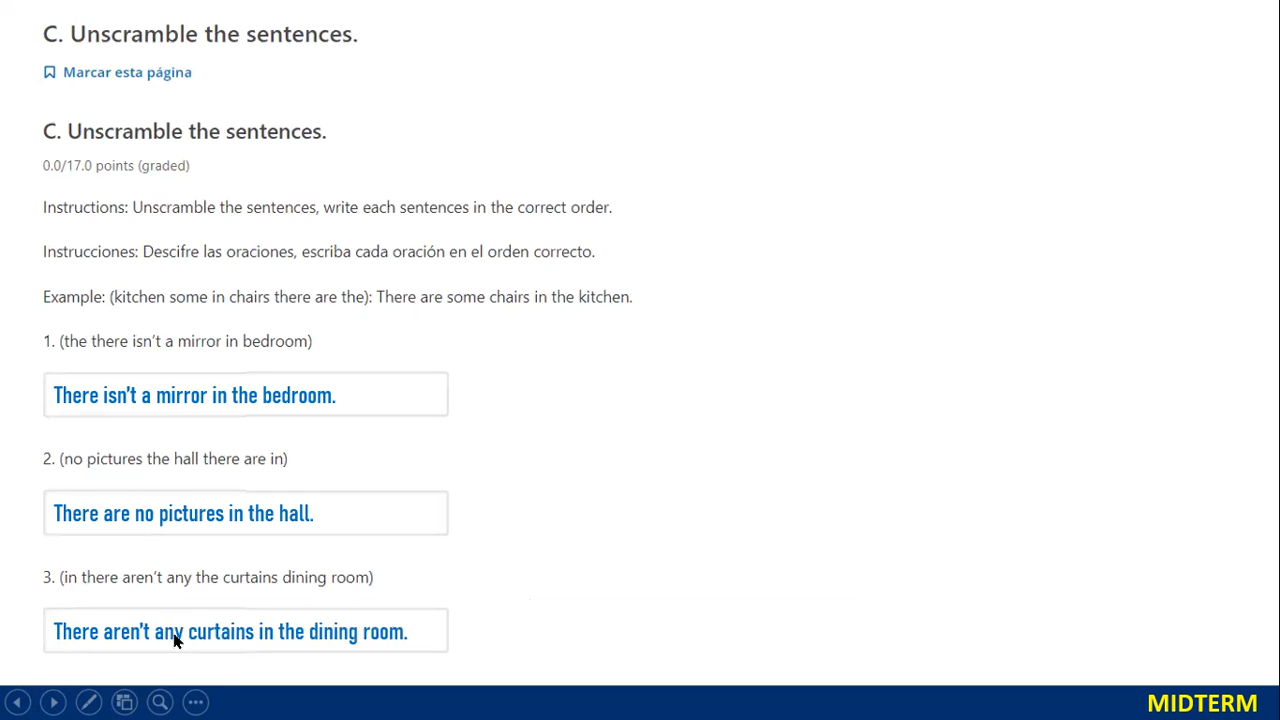 C. Unscramble the sentences.
Marcar esta página
C. Unscramble the sentences.
0.0/17.0 points (graded)
Instructions: Unscramble the sentences, write each sentences in the correct order.
Instrucciones: Descifre las oraciones, escriba cada oración en el orden correcto.
Example: (kitchen some in chairs there are the): There are some chairs in the kitchen.
1. (the there isn't a mirror in bedroom)
There isn't a mirror in the bedroom.
2. (no pictures the hall there are in)
There are no pictures in the hall.
3. (in there aren't any the curtains dining room)
There aren't any curtains in the dining room.
MIDTERM